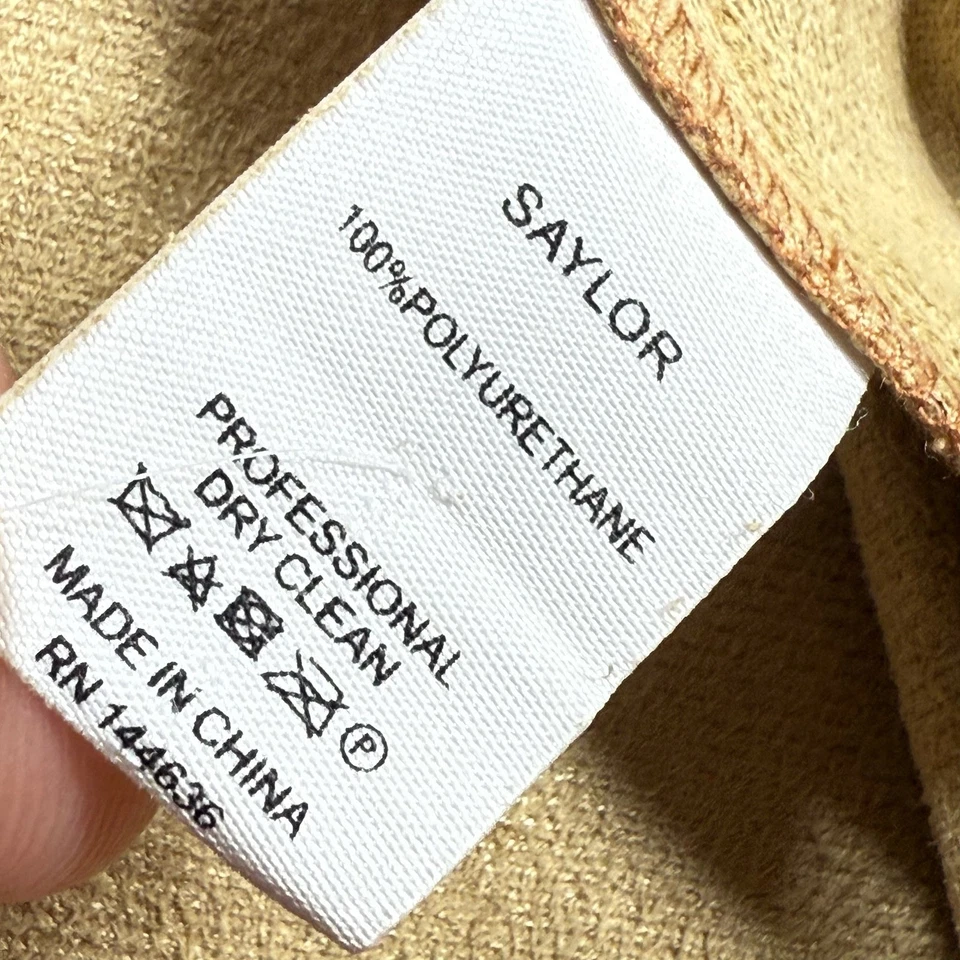 SAYLOR
100%POLYURETHANE
PROFESSIONAL
DRY CLEAN
P
MADE IN CHINA
RN 144636